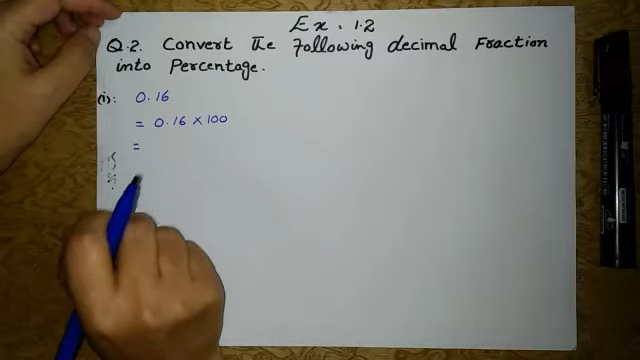 Ex. 1.2
Q.2. Convert the Following decimal Fraction
into Percentage.
(i): 0.16
= 0.16 × 100
=